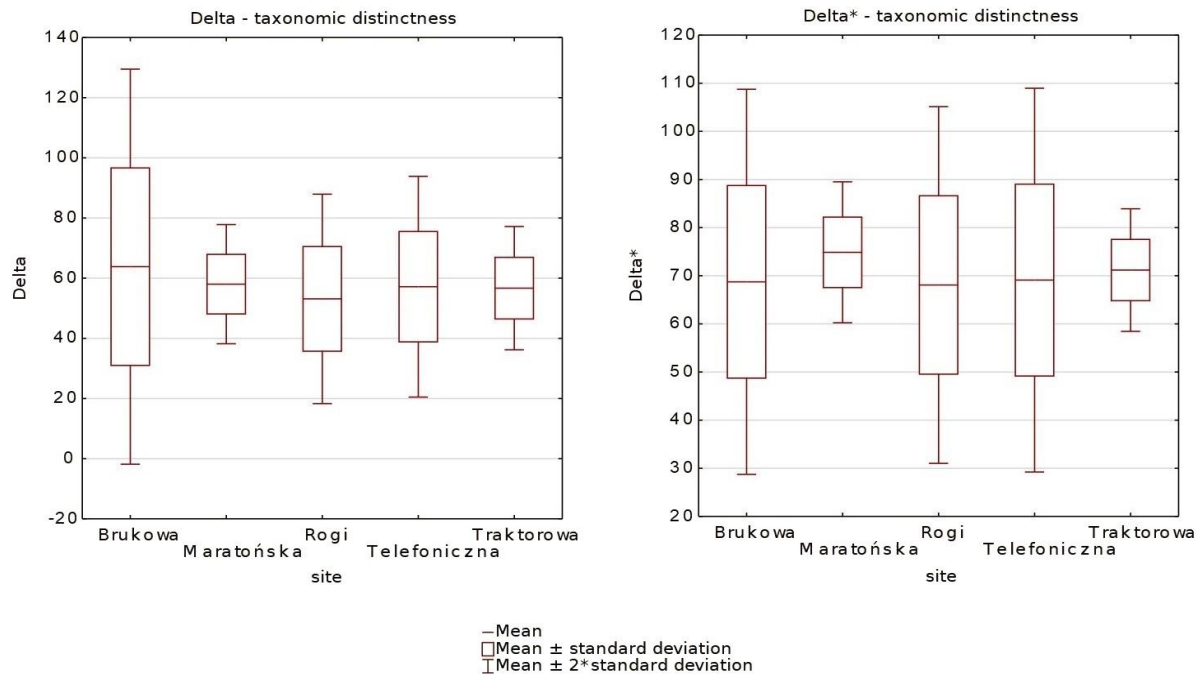 Delta - taxonomic distinctness
140
120
100
80
60
40
20
0
-20
Delta
Brukowa
Maratońska
Rogi
Telefoniczna
Traktorowa
site
Delta* - taxonomic distinctness
120
110
100
90
80
70
60
50
40
30
20
Delta*
Brukowa
Maratońska
Rogi
Telefoniczna
Traktorowa
site
Mean
Mean ± standard deviation
Mean ± 2*standard deviation